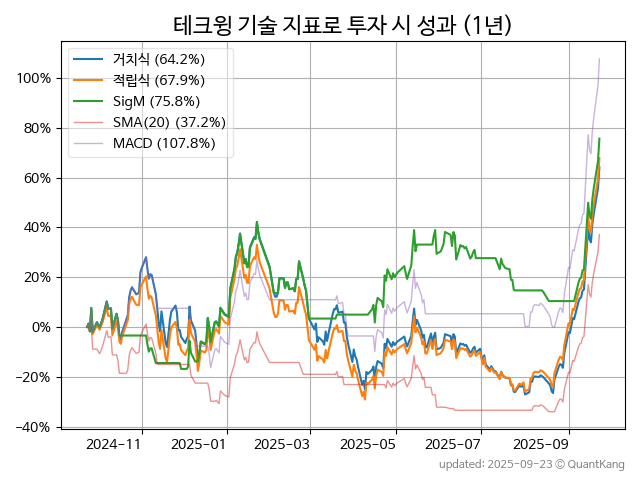 테크윙 기술 지표로 투자 시 성과 (1년)
거치식 (64.2%)
적립식 (67.9%)
SigM (75.8%)
SMA(20) (37.2%)
MACD (107.8%)
100%
80%
60%
40%
20%
0%
−20%
−40%
2024-11
2025-01
2025-03
2025-05
2025-07
2025-09
updated: 2025-09-23 © QuantKang